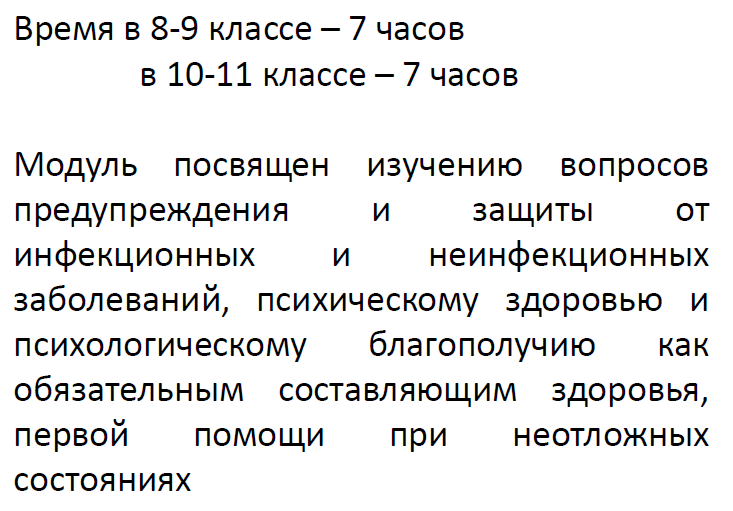 Время в 8-9 классе – 7 часов
в 10-11 классе – 7 часов
Модуль посвящен изучению вопросов
предупреждения и защиты от
инфекционных и неинфекционных
заболеваний, психическому здоровью и
психологическому благополучию как
обязательным составляющим здоровья,
первой помощи при неотложных
состояниях